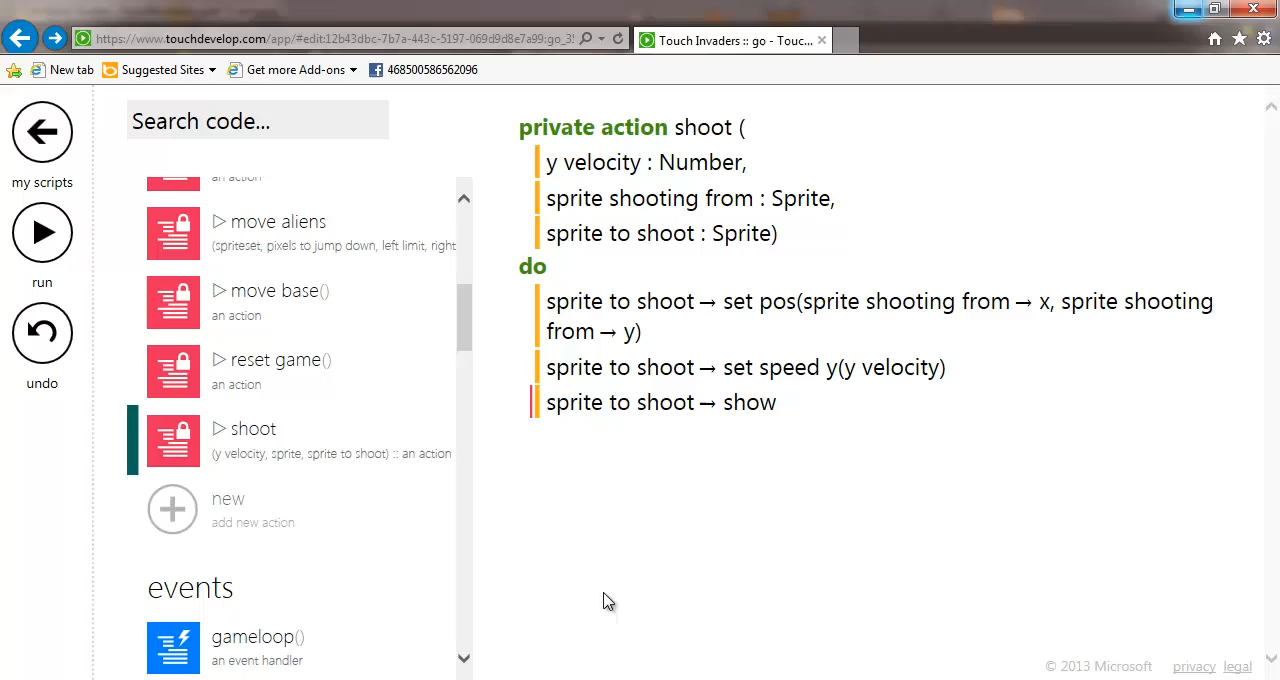 https://www.touchdevelop.com/app/#edit:12b43dbc-7b7a-443c-5197-069d9d8e7a99:go_35
Touch Invaders :: go - Touc...
New tab
Suggested Sites
Get more Add-ons
468500586562096
my scripts
run
undo
Search code...
an action
move aliens
(spriteset, pixels to jump down, left limit, right
move base()
an action
reset game()
an action
shoot
(y velocity, sprite, sprite to shoot) :: an action
new
add new action
events
gameloop()
an event handler
private action shoot (
y velocity : Number,
sprite shooting from : Sprite,
sprite to shoot : Sprite)
do
sprite to shoot → set pos(sprite shooting from → x, sprite shooting
from → y)
sprite to shoot → set speed y(y velocity)
sprite to shoot → show
© 2013 Microsoft privacy legal